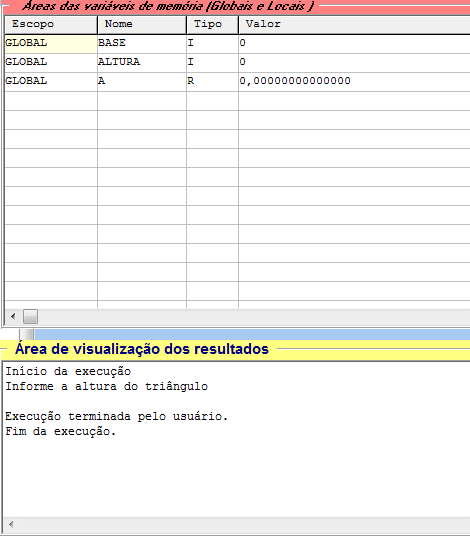 Áreas das variáveis de memória (Globais e Locais )
Escopo Nome Tipo Valor
GLOBAL BASE I 0
GLOBAL ALTURA I 0
GLOBAL A R 0,00000000000000
Área de visualização dos resultados
Início da execução
Informe a altura do triângulo
Execução terminada pelo usuário.
Fim da execução.